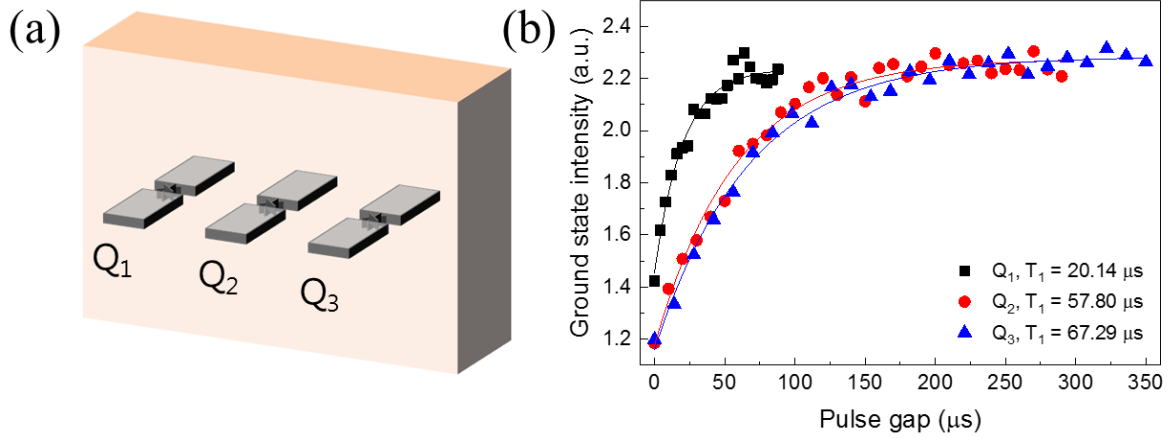 (a)
Q₁
Q₂
Q₃
(b)
Ground state intensity (a.u.)
2.4
2.2
2.0
1.8
1.6
1.4
1.2
Q₁, T₁ = 20.14 μs
Q₂, T₁ = 57.80 μs
Q₃, T₁ = 67.29 μs
0 50 100 150 200 250 300 350
Pulse gap (μs)